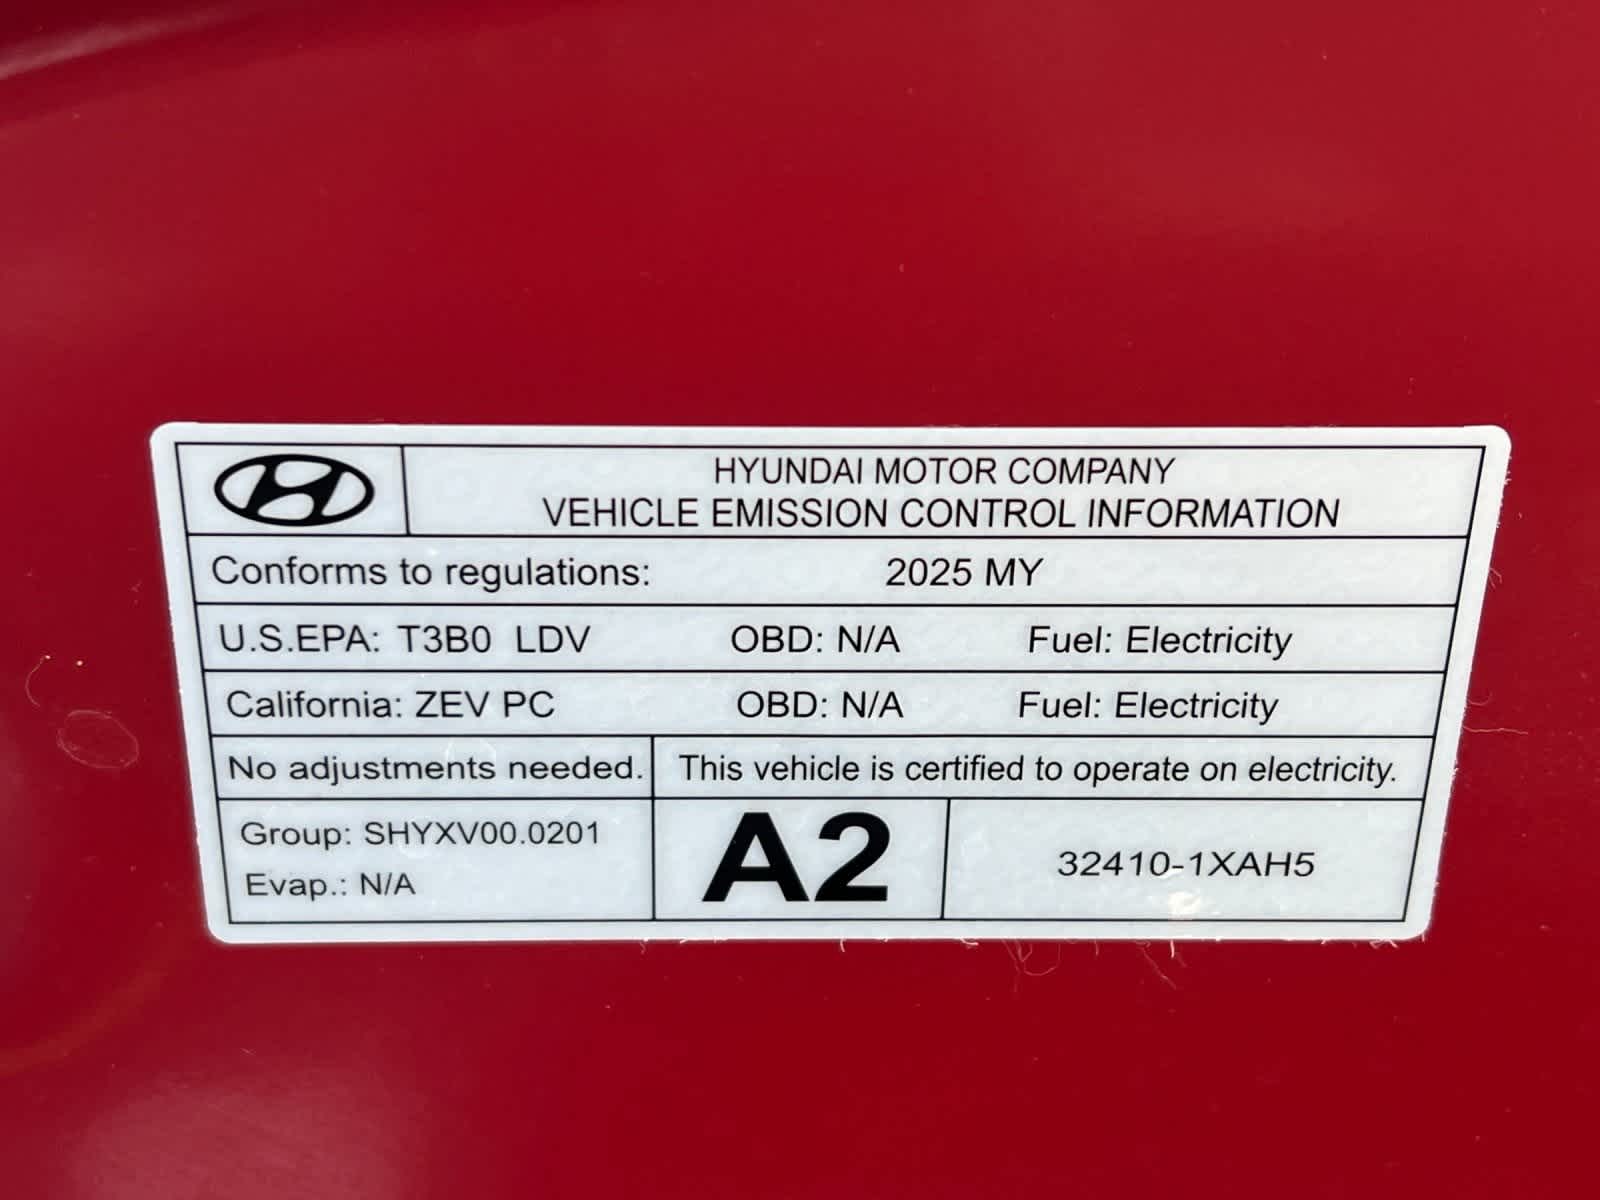 HYUNDAI MOTOR COMPANY
VEHICLE EMISSION CONTROL INFORMATION
Conforms to regulations: 2025 MY
U.S.EPA: T3B0 LDV OBD: N/A Fuel: Electricity
California: ZEV PC OBD: N/A Fuel: Electricity
No adjustments needed. This vehicle is certified to operate on electricity.
Group: SHYXV00.0201
Evap.: N/A
A2
32410-1XAH5